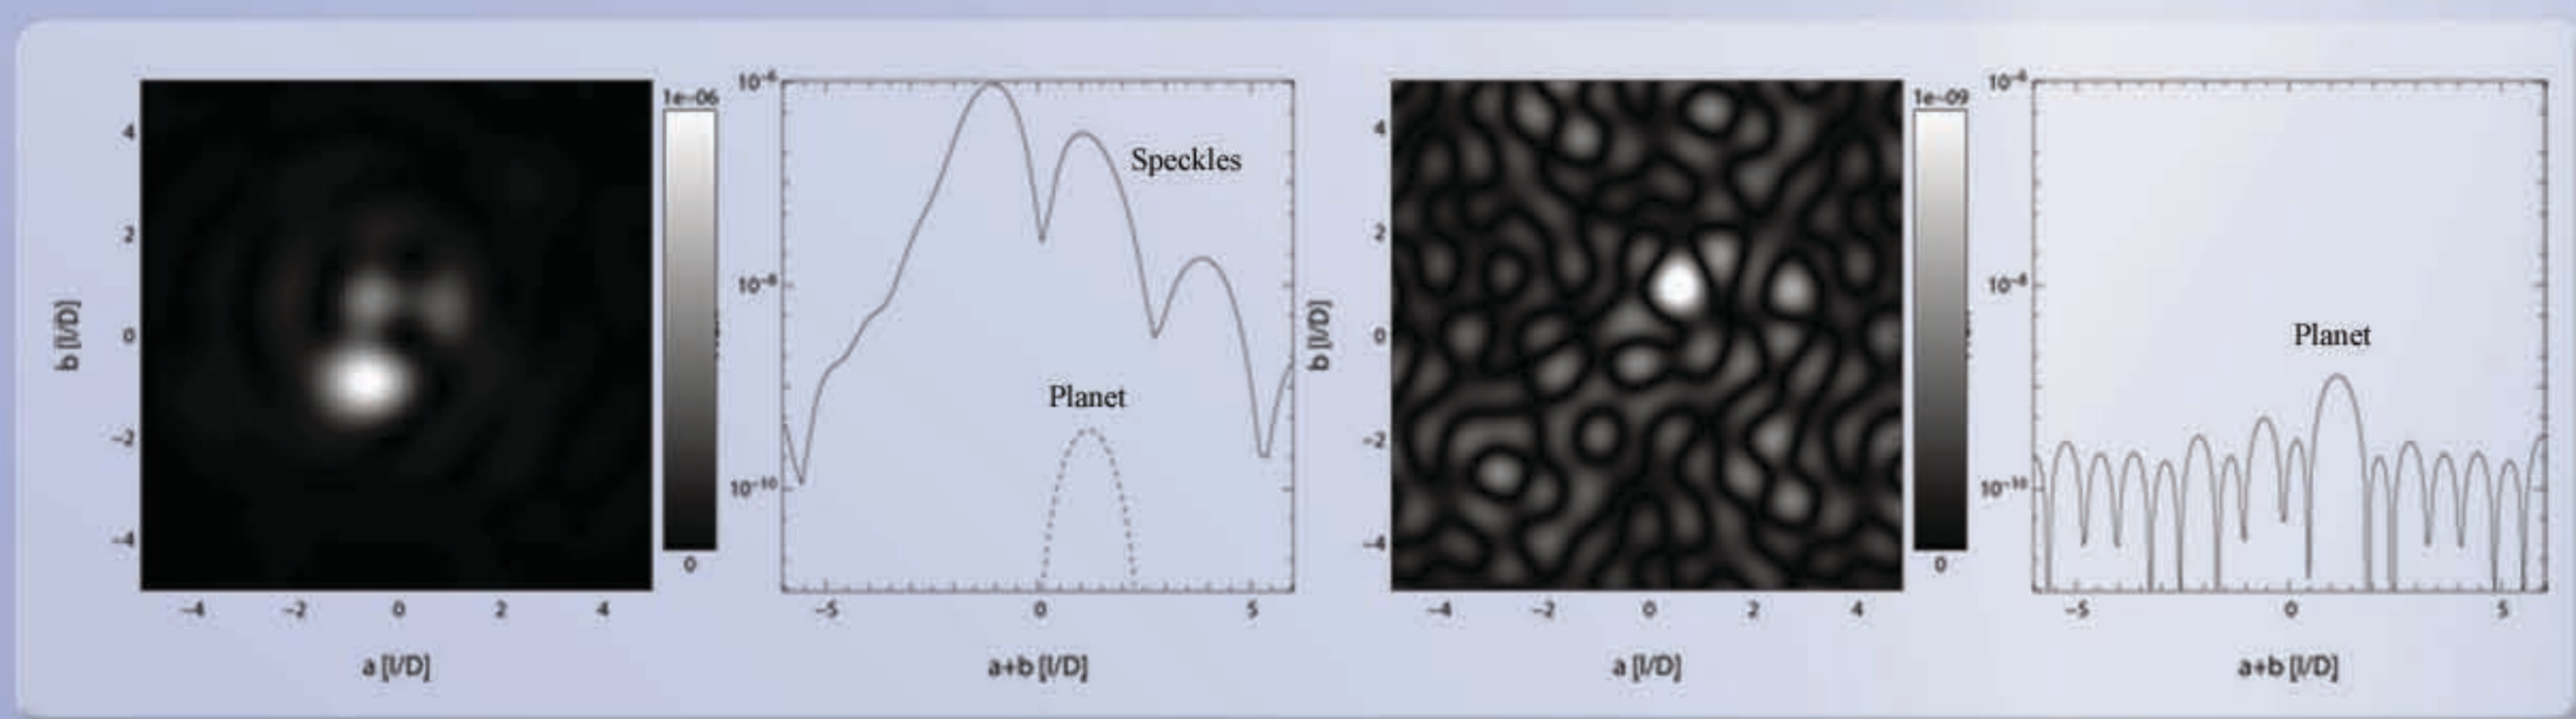 1e−06
4
2
0
−2
−4
b [l/D]
0
−4 −2 0 2 4
a [l/D]
10⁻⁶
10⁻⁸
10⁻¹⁰
Speckles
Planet
−5 0 5
a+b [l/D]
1e−09
4
2
0
−2
−4
b [l/D]
0
−4 −2 0 2 4
a [l/D]
10⁻⁶
10⁻⁸
10⁻¹⁰
Planet
−5 0 5
a+b [l/D]